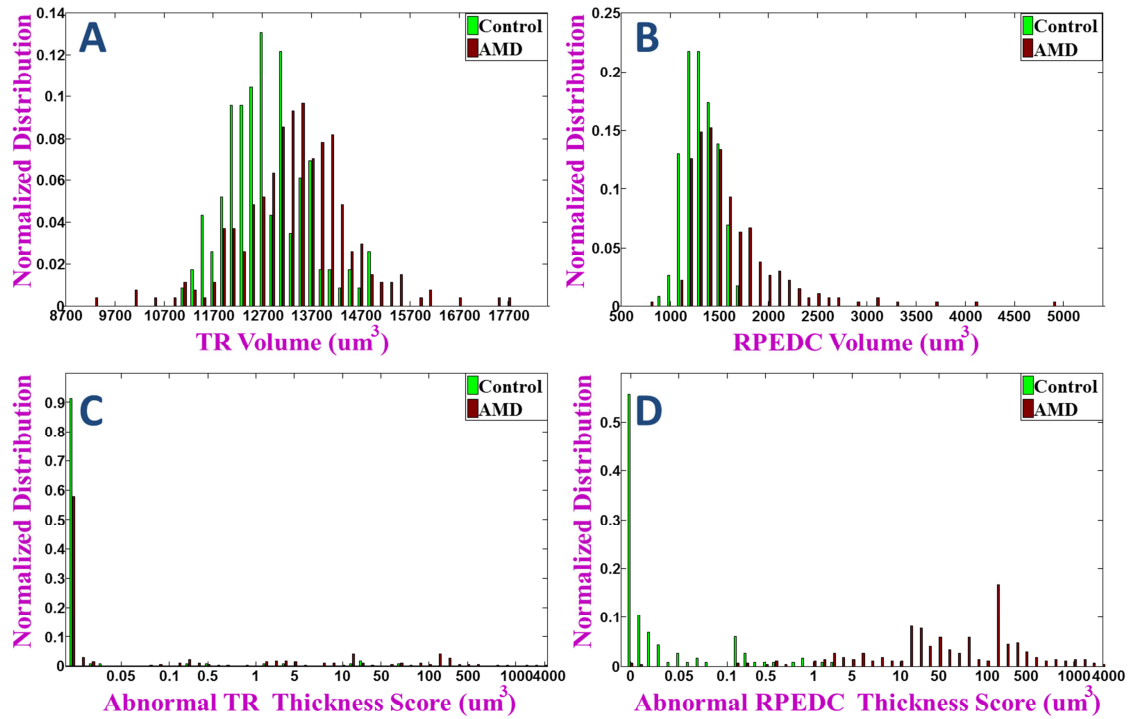 A
Control
AMD
Normalized Distribution
0.14
0.12
0.1
0.08
0.06
0.04
0.02
0
8700 9700 10700 11700 12700 13700 14700 15700 16700 17700
TR Volume (um³)
B
Control
AMD
Normalized Distribution
0.25
0.2
0.15
0.1
0.05
0
500 1000 1500 2000 2500 3000 3500 4000 4500 5000
RPEDC Volume (um³)
C
Control
AMD
Normalized Distribution
0.9
0.8
0.7
0.6
0.5
0.4
0.3
0.2
0.1
0
0.05 0.1 0.5 1 5 10 50 100 500 1000 4000
Abnormal TR Thickness Score (um³)
D
Control
AMD
Normalized Distribution
0.5
0.4
0.3
0.2
0.1
0
0 0.05 0.1 0.5 1 5 10 50 100 500 1000 4000
Abnormal RPEDC Thickness Score (um³)